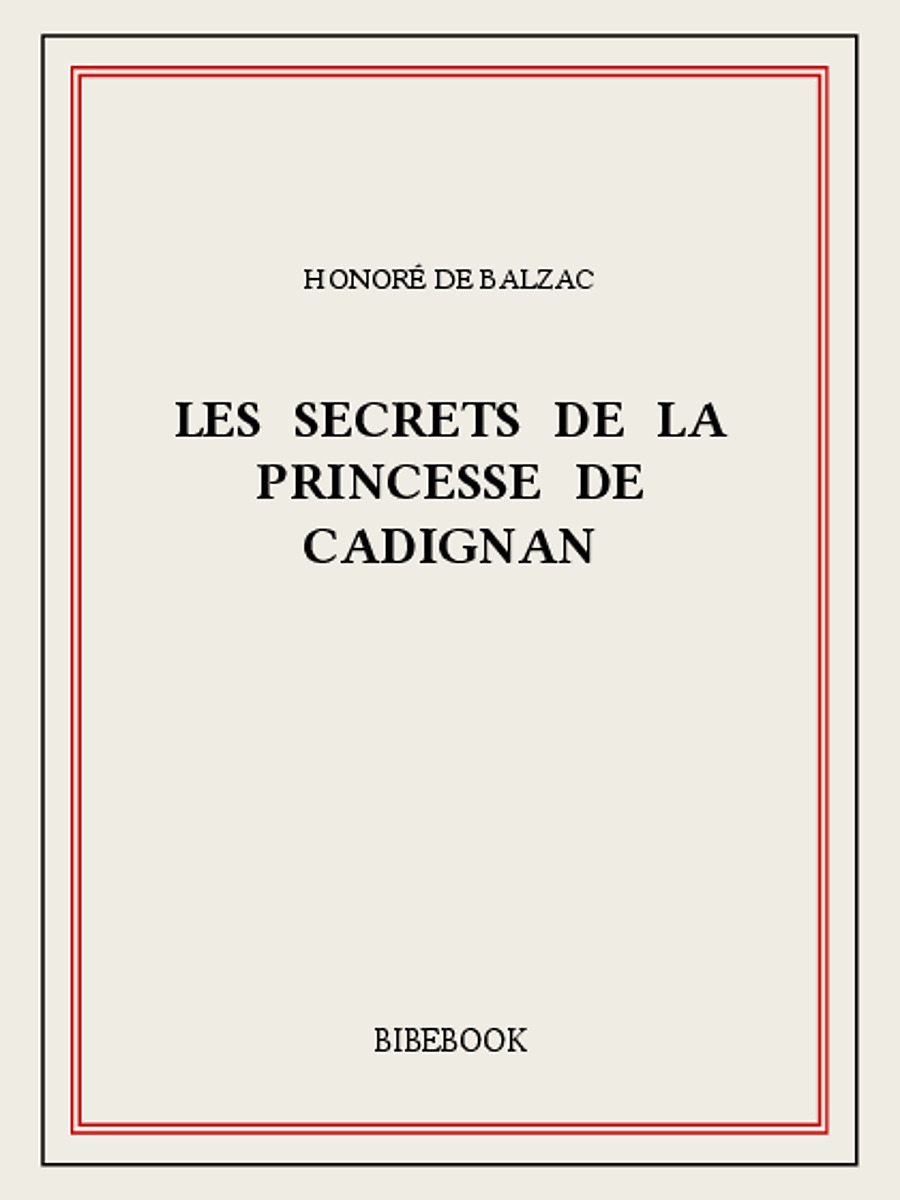 HONORÉ DE BALZAC
LES SECRETS DE LA
PRINCESSE DE
CADIGNAN
BIBEBOOK